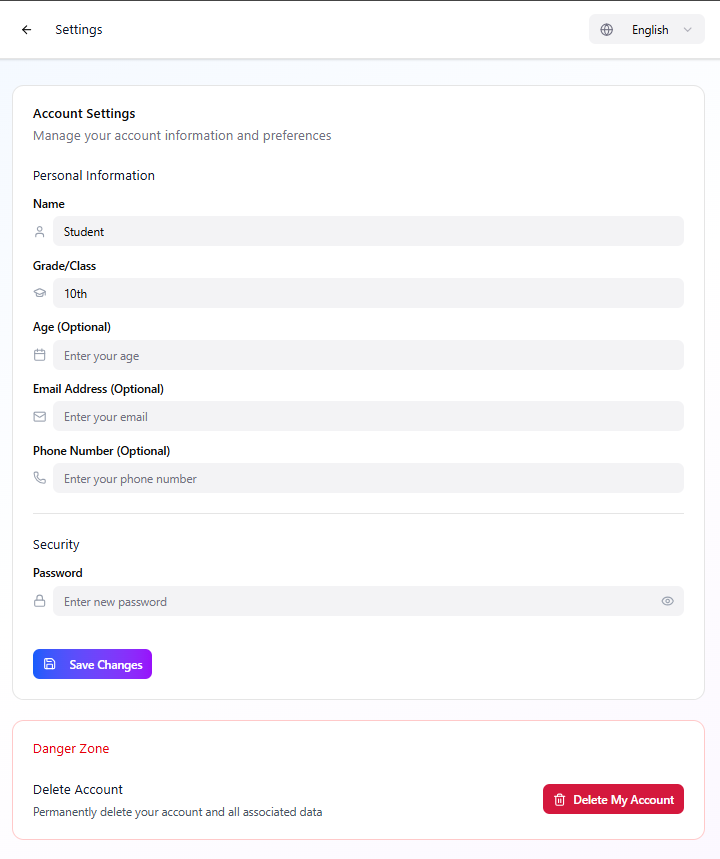 Settings
English
Account Settings
Manage your account information and preferences
Personal Information
Name
Student
Grade/Class
10th
Age (Optional)
Enter your age
Email Address (Optional)
Enter your email
Phone Number (Optional)
Enter your phone number
Security
Password
Enter new password
Save Changes
Danger Zone
Delete Account
Permanently delete your account and all associated data
Delete My Account